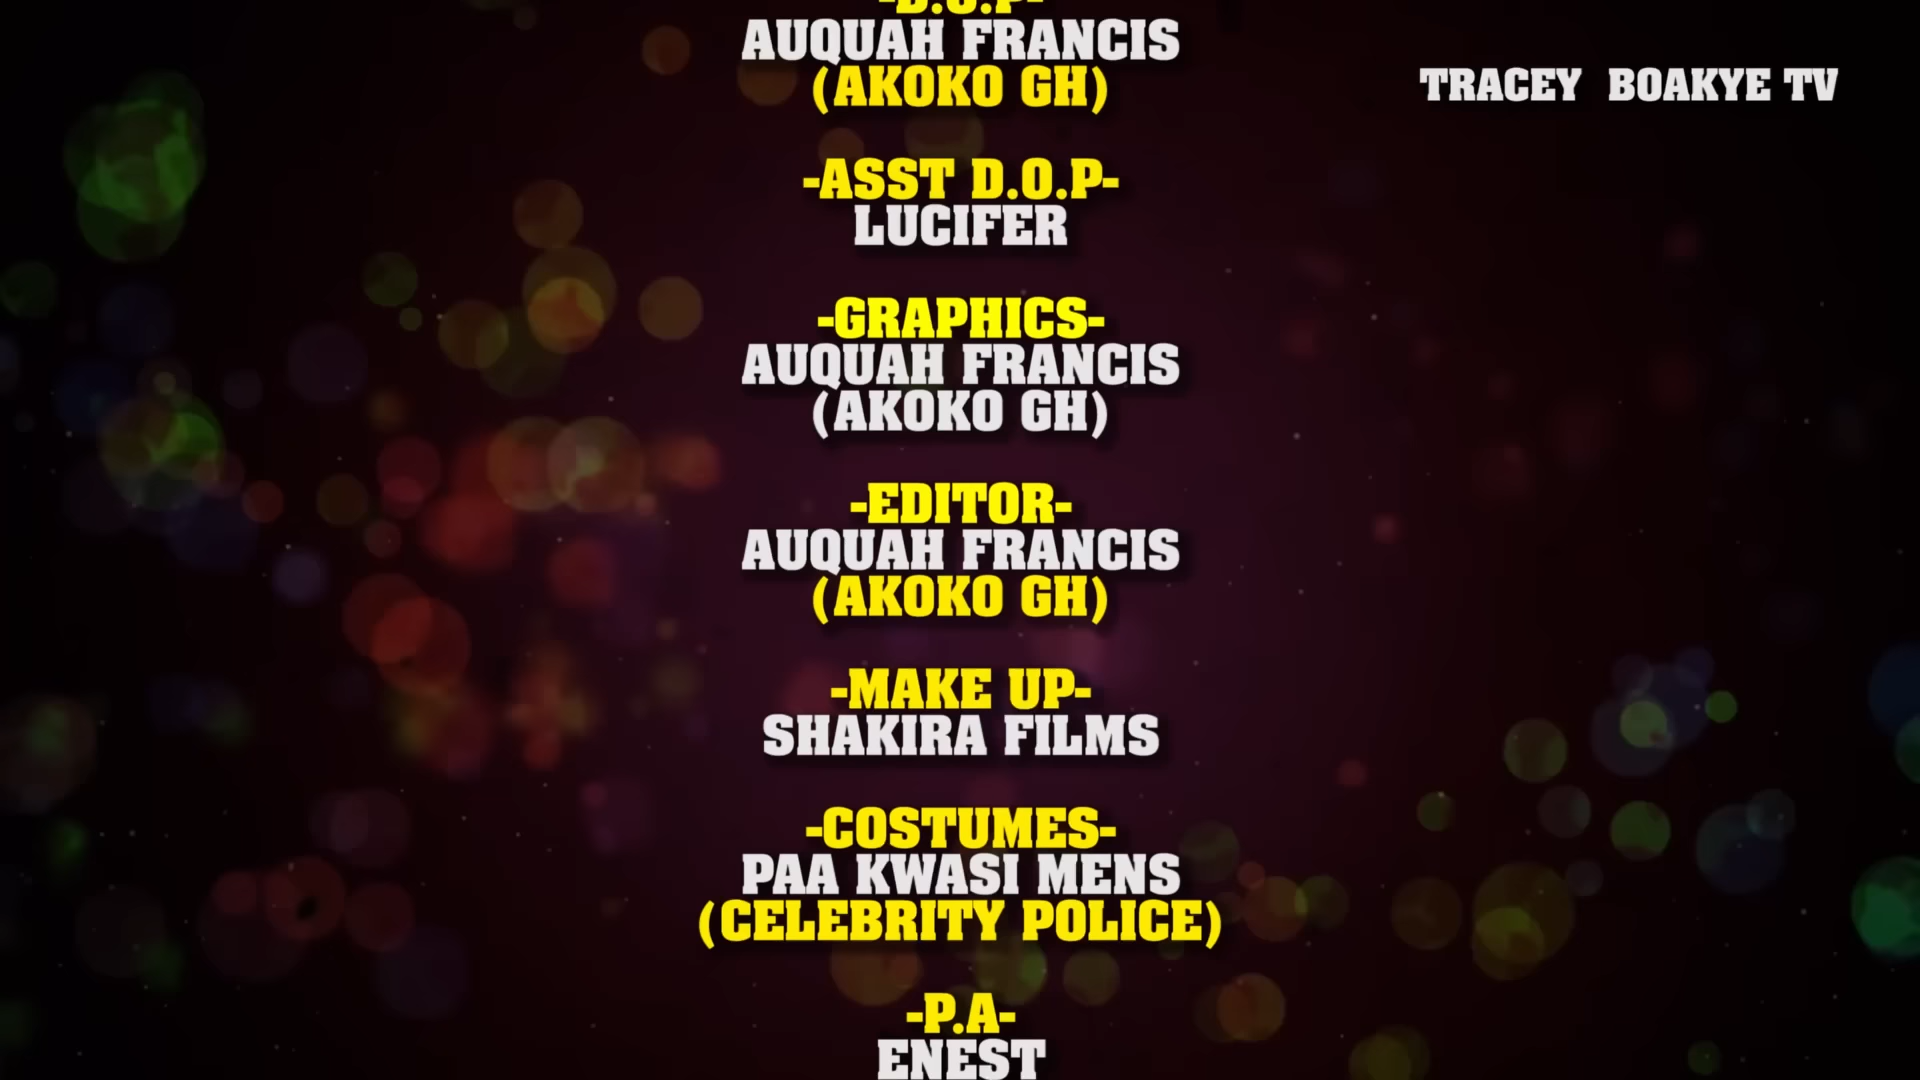 -D.O.P-
AUQUAH FRANCIS
(AKOKO GH)
TRACEY BOAKYE TV
-ASST D.O.P-
LUCIFER
-GRAPHICS-
AUQUAH FRANCIS
(AKOKO GH)
-EDITOR-
AUQUAH FRANCIS
(AKOKO GH)
-MAKE UP-
SHAKIRA FILMS
-COSTUMES-
PAA KWASI MENS
(CELEBRITY POLICE)
-P.A-
ENEST